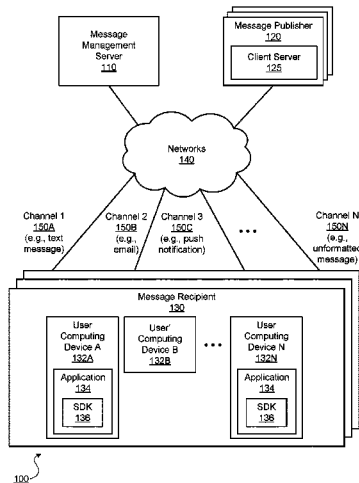 Message
Management
Server
110
Message Publisher
120
Client Server
125
Networks
140
Channel 1
150A
(e.g., text
message)
Channel 2
150B
(e.g.,
email)
Channel 3
150C
(e.g., push
notification)
...
Channel N
150N
(e.g.,
unformatted
message)
Message Recipient
130
User
Computing
Device A
132A
Application
134
SDK
136
User
Computing
Device B
132B
...
User
Computing
Device N
132N
Application
134
SDK
136
100